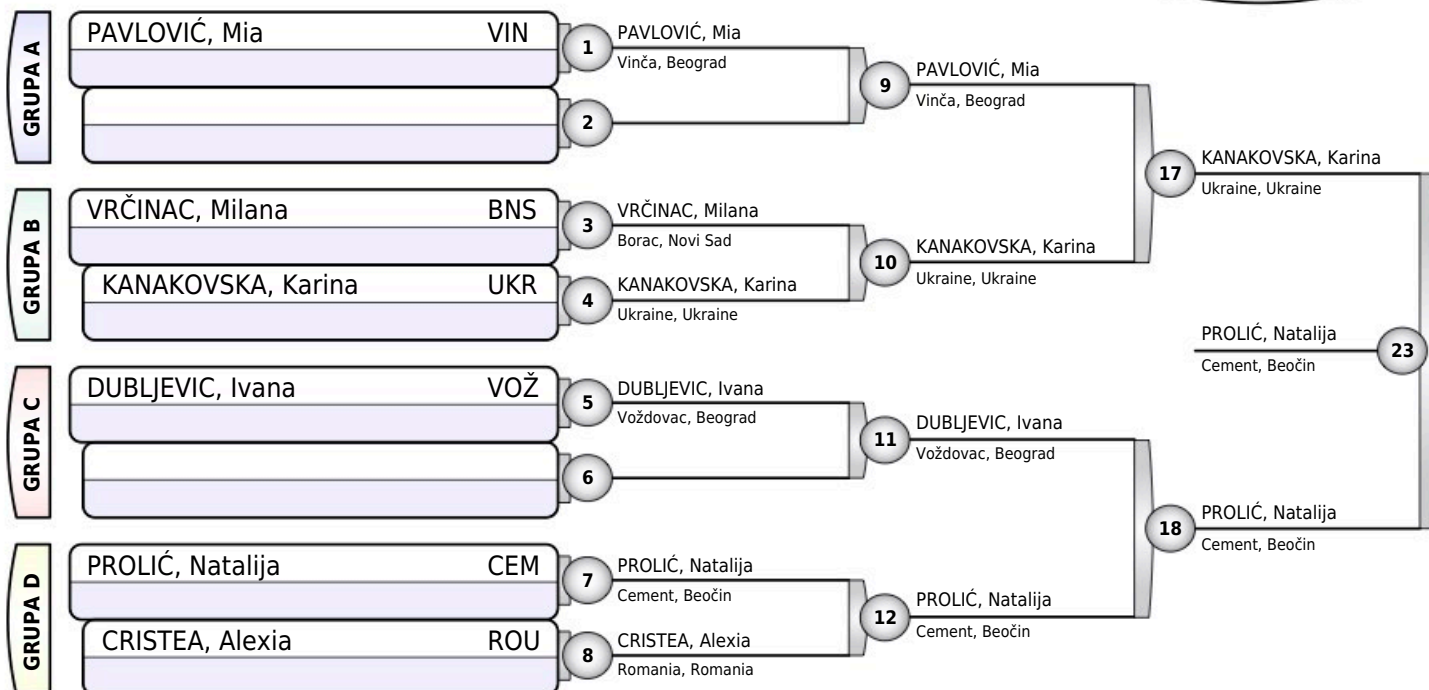 GRUPA A
PAVLOVIĆ, Mia VIN
1
PAVLOVIĆ, Mia
Vinča, Beograd
2
9
PAVLOVIĆ, Mia
Vinča, Beograd
GRUPA B
VRČINAC, Milana BNS
3
VRČINAC, Milana
Borac, Novi Sad
KANAKOVSKA, Karina UKR
4
KANAKOVSKA, Karina
Ukraine, Ukraine
10
KANAKOVSKA, Karina
Ukraine, Ukraine
17
KANAKOVSKA, Karina
Ukraine, Ukraine
GRUPA C
DUBLJEVIC, Ivana VOŽ
5
DUBLJEVIC, Ivana
Voždovac, Beograd
6
11
DUBLJEVIC, Ivana
Voždovac, Beograd
GRUPA D
PROLIĆ, Natalija CEM
7
PROLIĆ, Natalija
Cement, Beočin
CRISTEA, Alexia ROU
8
CRISTEA, Alexia
Romania, Romania
12
PROLIĆ, Natalija
Cement, Beočin
18
PROLIĆ, Natalija
Cement, Beočin
PROLIĆ, Natalija
Cement, Beočin
23